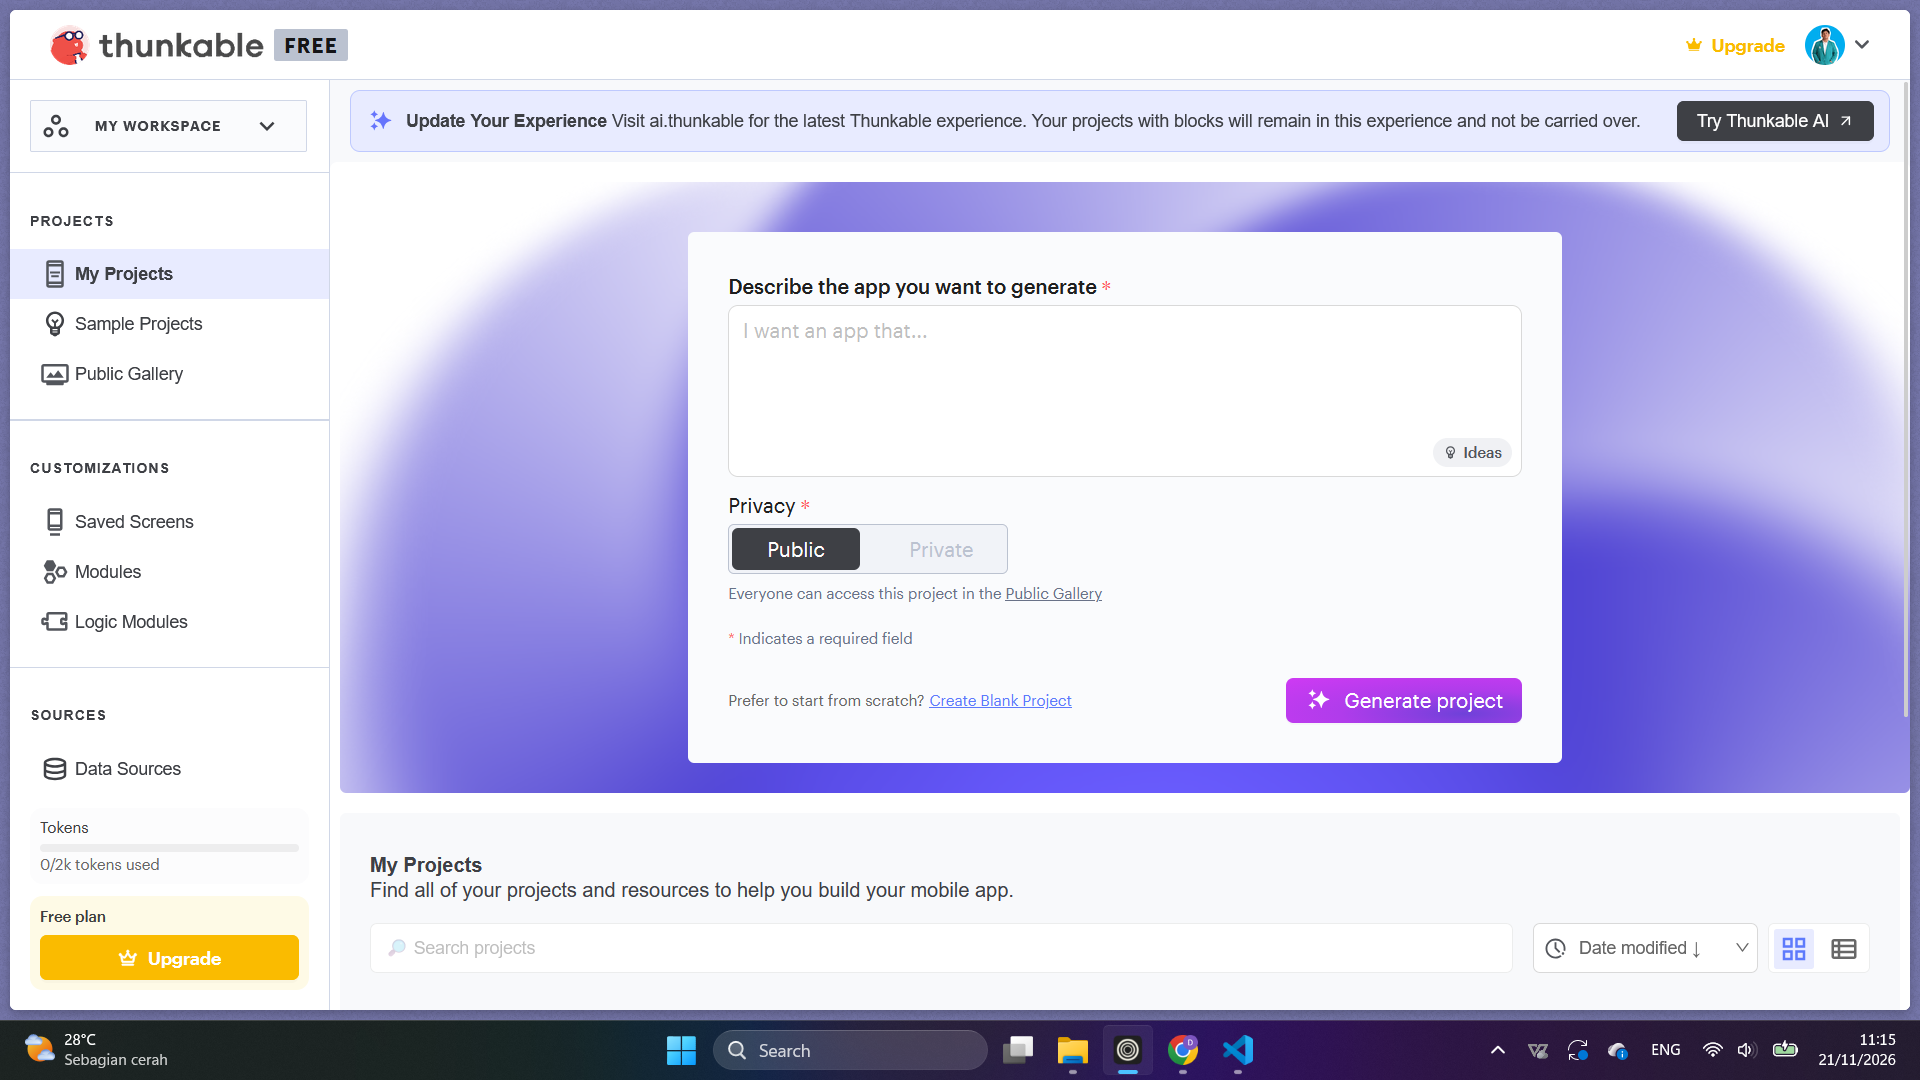 thunkable FREE
Upgrade
MY WORKSPACE
Update Your Experience Visit ai.thunkable for the latest Thunkable experience. Your projects with blocks will remain in this experience and not be carried over.
Try Thunkable AI
PROJECTS
My Projects
Sample Projects
Public Gallery
CUSTOMIZATIONS
Saved Screens
Modules
Logic Modules
SOURCES
Data Sources
Tokens
0/2k tokens used
Free plan
Upgrade
Describe the app you want to generate *
I want an app that...
Ideas
Privacy *
Public
Private
Everyone can access this project in the Public Gallery
* Indicates a required field
Prefer to start from scratch? Create Blank Project
Generate project
My Projects
Find all of your projects and resources to help you build your mobile app.
Search projects
Date modified ↓
28°C
Sebagian cerah
Search
D
ENG
11:15
21/11/2026